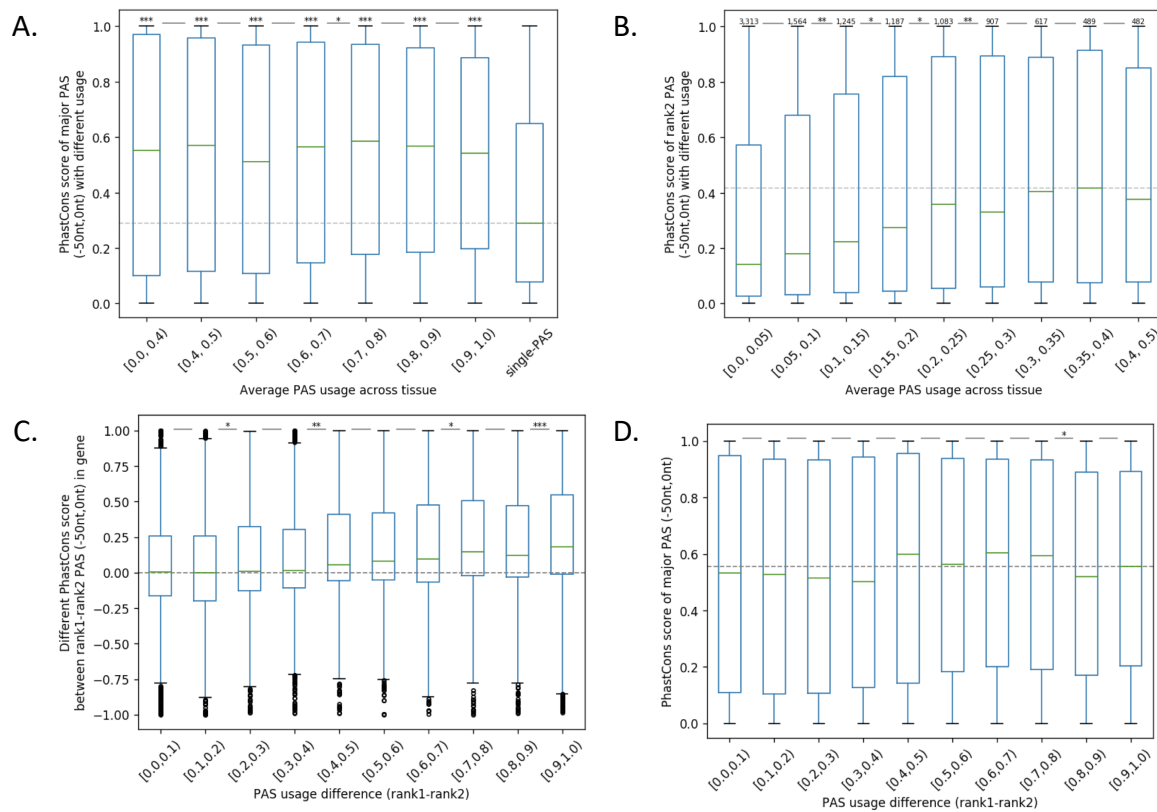 A.
*** *** *** *** * *** *** ***
PhastCons score of major PAS
(-50nt,0nt) with different usage
1.0
0.8
0.6
0.4
0.2
0.0
[0.0, 0.4) [0.4, 0.5) [0.5, 0.6) [0.6, 0.7) [0.7, 0.8) [0.8, 0.9) [0.9, 1.0) single-PAS
Average PAS usage across tissue
B.
3,313 1,564 ** 1,245 * 1,187 * 1,083 ** 907 617 489 482
PhastCons score of rank2 PAS
(-50nt,0nt) with different usage
1.0
0.8
0.6
0.4
0.2
0.0
[0.0, 0.05) [0.05, 0.1) [0.1, 0.15) [0.15, 0.2) [0.2, 0.25) [0.25, 0.3) [0.3, 0.35) [0.35, 0.4) [0.4, 0.5)
Average PAS usage across tissue
C.
* ** * ***
Different PhastCons score
between rank1-rank2 PAS (-50nt,0nt) in gene
1.00
0.75
0.50
0.25
0.00
−0.25
−0.50
−0.75
−1.00
[0.0,0.1) [0.1,0.2) [0.2,0.3) [0.3,0.4) [0.4,0.5) [0.5,0.6) [0.6,0.7) [0.7,0.8) [0.8,0.9) [0.9,1.0)
PAS usage difference (rank1-rank2)
D.
*
PhastCons score of major PAS (-50nt,0nt)
1.0
0.8
0.6
0.4
0.2
0.0
[0.0,0.1) [0.1,0.2) [0.2,0.3) [0.3,0.4) [0.4,0.5) [0.5,0.6) [0.6,0.7) [0.7,0.8) [0.8,0.9) [0.9,1.0)
PAS usage difference (rank1-rank2)